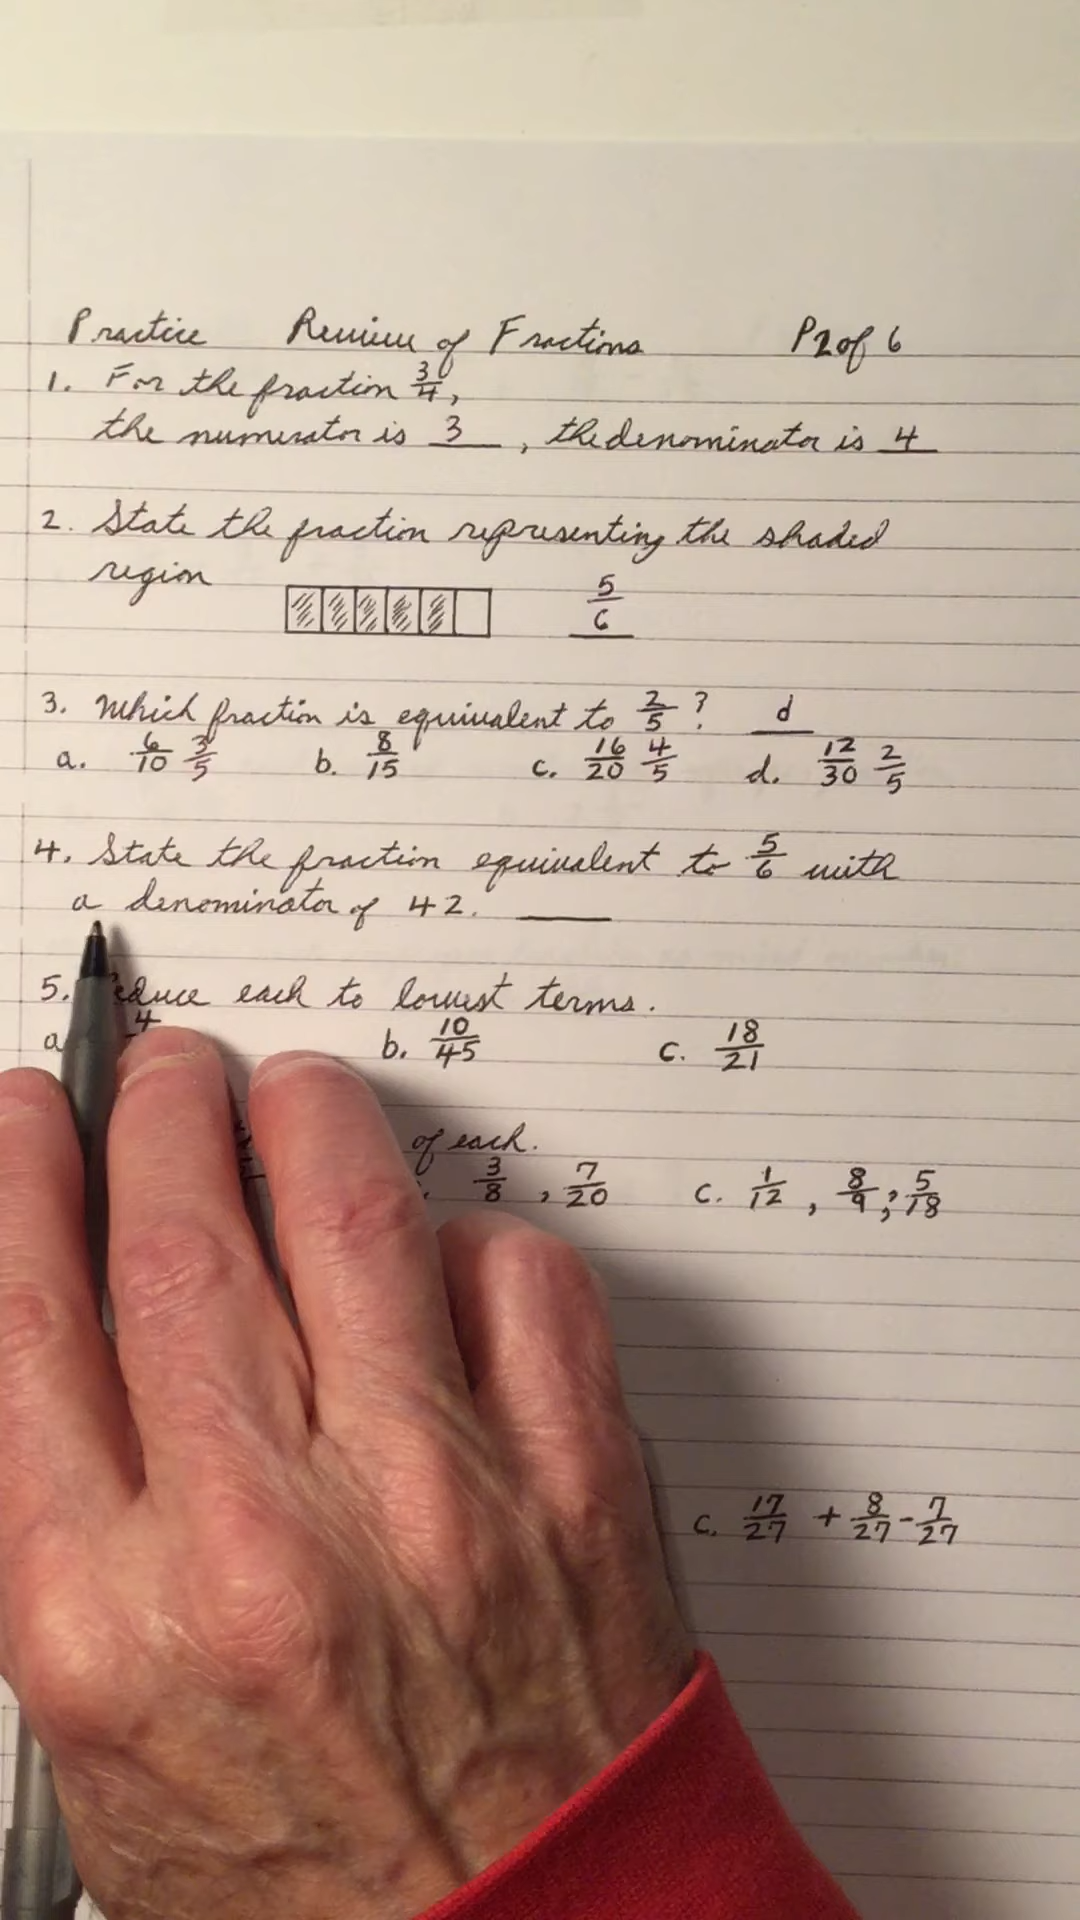 Practice Review of Fractions P2 of 6
1. For the fraction 3/4,
the numerator is 3, the denominator is 4
2. State the fraction representing the shaded
region 5/6
3. Which fraction is equivalent to 2/5? d
a. 6/10 3/5 b. 8/15 c. 16/20 4/5 d. 12/30 2/5
4. State the fraction equivalent to 5/6 with
a denominator of 42. ____
5. each to lowest terms.
a 4 b. 10/45 c. 18/21
of each.
3/8, 7/20 c. 1/12, 8/9; 5/18
c. 17/27 + 8/27 - 7/27